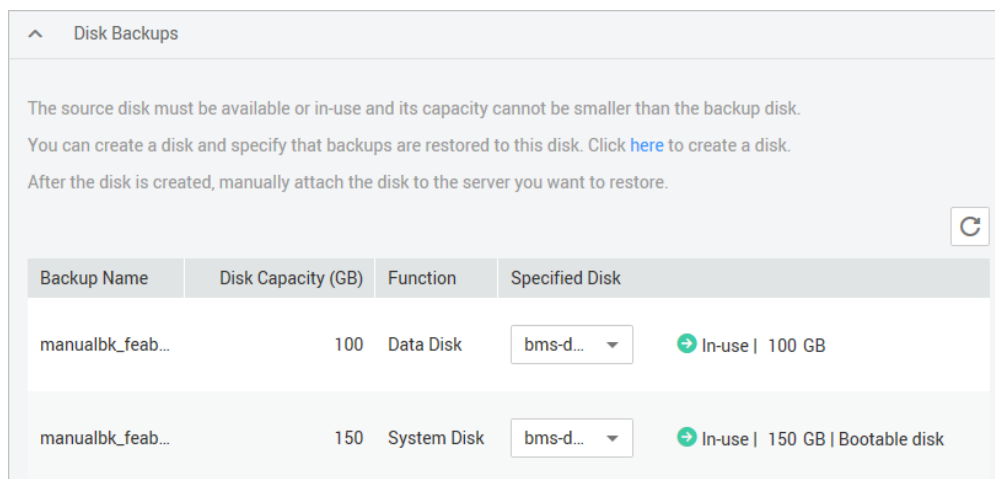 Disk Backups
The source disk must be available or in-use and its capacity cannot be smaller than the backup disk.
You can create a disk and specify that backups are restored to this disk. Click here to create a disk.
After the disk is created, manually attach the disk to the server you want to restore.
Backup Name Disk Capacity (GB) Function Specified Disk
manualbk_feab... 100 Data Disk bms-d... In-use | 100 GB
manualbk_feab... 150 System Disk bms-d... In-use | 150 GB | Bootable disk